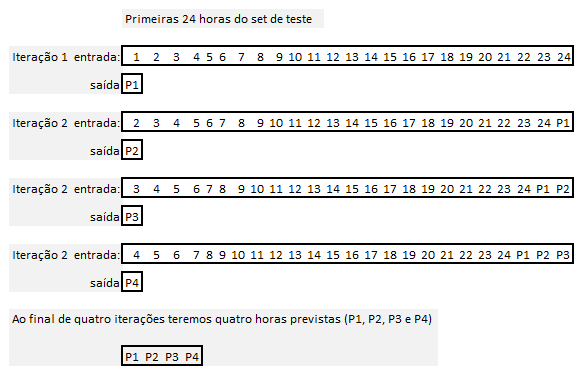 Primeiras 24 horas do set de teste
Iteração 1 entrada: 1 2 3 4 5 6 7 8 9 10 11 12 13 14 15 16 17 18 19 20 21 22 23 24
saída P1
Iteração 2 entrada: 2 3 4 5 6 7 8 9 10 11 12 13 14 15 16 17 18 19 20 21 22 23 24 P1
saída P2
Iteração 2 entrada: 3 4 5 6 7 8 9 10 11 12 13 14 15 16 17 18 19 20 21 22 23 24 P1 P2
saída P3
Iteração 2 entrada: 4 5 6 7 8 9 10 11 12 13 14 15 16 17 18 19 20 21 22 23 24 P1 P2 P3
saída P4
Ao final de quatro iterações teremos quatro horas previstas (P1, P2, P3 e P4)
P1 P2 P3 P4